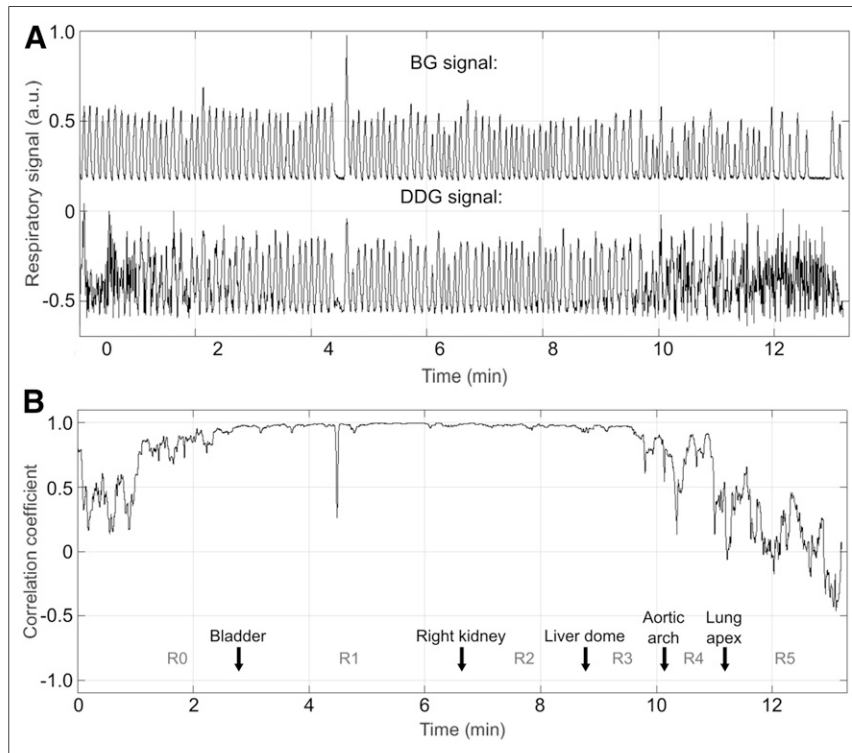 A
BG signal:
DDG signal:
Respiratory signal (a.u.)
1.0
0.5
0
-0.5
0 2 4 6 8 10 12
Time (min)
B
Correlation coefficient
1.0
0.5
0
-0.5
-1.0
Bladder
Right kidney
Liver dome
Aortic
arch
Lung
apex
R0 R1 R2 R3 R4 R5
0 2 4 6 8 10 12
Time (min)